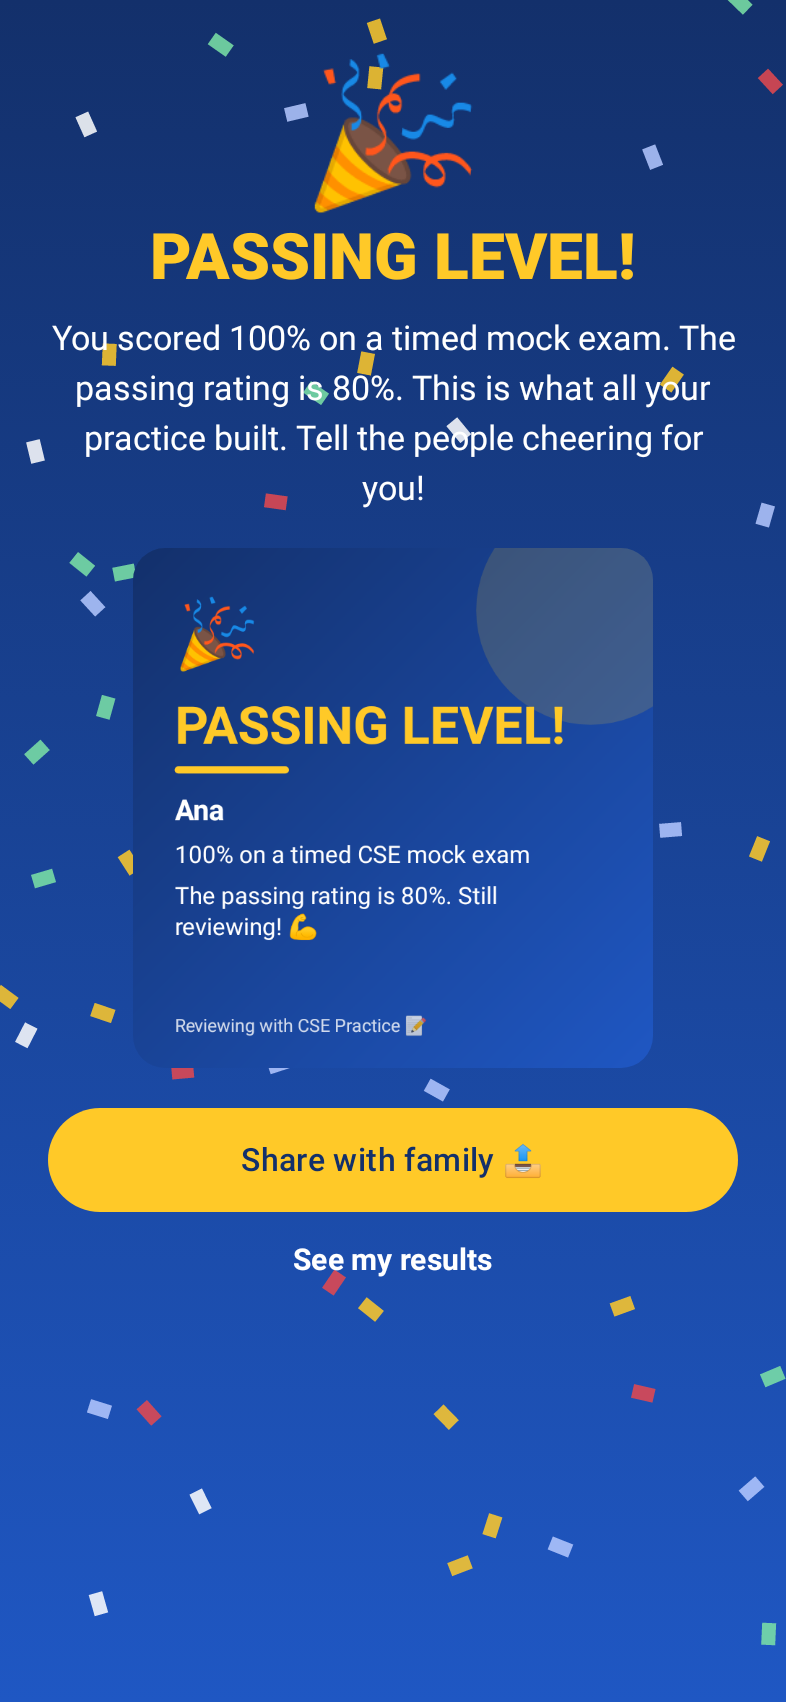 PASSING LEVEL!
You scored 100% on a timed mock exam. The
passing rating is 80%. This is what all your
practice built. Tell the people cheering for
you!
PASSING LEVEL!
Ana
100% on a timed CSE mock exam
The passing rating is 80%. Still
reviewing! 💪
Reviewing with CSE Practice 📝
Share with family 📤
See my results